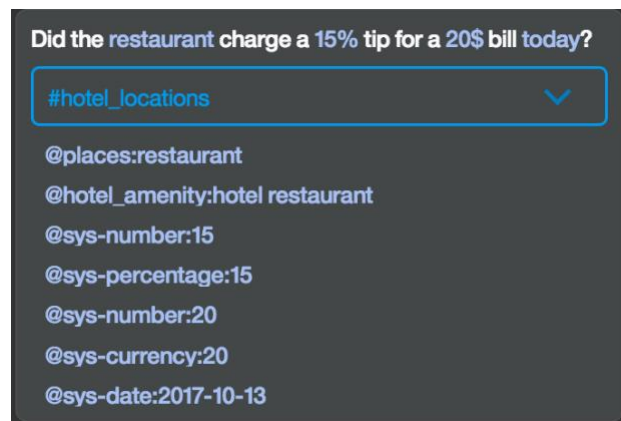 Did the restaurant charge a 15% tip for a 20$ bill today?
#hotel_locations
@places:restaurant
@hotel_amenity:hotel restaurant
@sys-number:15
@sys-percentage:15
@sys-number:20
@sys-currency:20
@sys-date:2017-10-13